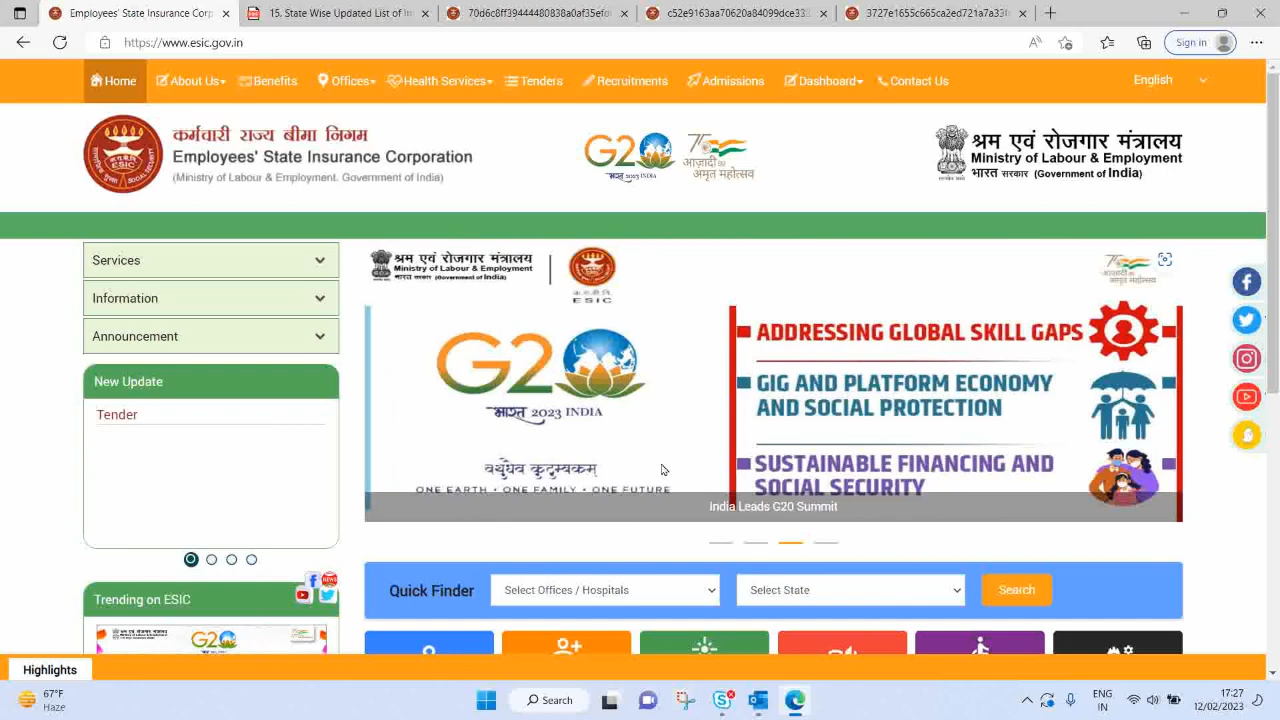 Employees' State Insurance Corp
15. State Wise Updated List of In
70d6c8ff39444480838a0af35efo
c52e9163a70620800ad39c5d33
3727e1655c665a2ed721a7a33f
https://www.esic.gov.in
Sign in
Home
About Us
Benefits
Offices
Health Services
Tenders
Recruitments
Admissions
Dashboard
Contact Us
English
कर्मचारी राज्य बीमा निगम
Employees' State Insurance Corporation
(Ministry of Labour & Employment. Government of India)
G20
भारत 2023 INDIA
75
आज़ादी का
अमृत महोत्सव
श्रम एवं रोजगार मंत्रालय
Ministry of Labour & Employment
भारत सरकार (Government of India)
Services
Information
Announcement
New Update
Tender
श्रम एवं रोजगार मंत्रालय
Ministry of Labour & Employment
भारत सरकार (Government of India)
क.रा.बी.नि.
ESIC
G20
भारत 2023 INDIA
वसुधैव कुटुम्बकम्
ONE EARTH • ONE FAMILY • ONE FUTURE
ADDRESSING GLOBAL SKILL GAPS
GIG AND PLATFORM ECONOMY
AND SOCIAL PROTECTION
SUSTAINABLE FINANCING AND
SOCIAL SECURITY
India Leads G20 Summit
Quick Finder
Select Offices / Hospitals
Select State
Search
Trending on ESIC
G20
Highlights
67°F
Haze
Search
ENG
IN
17:27
12/02/2023